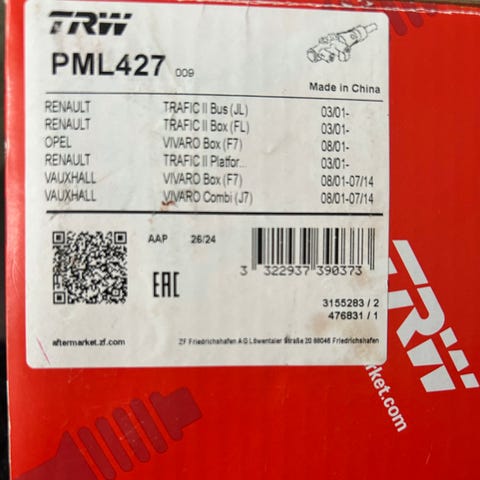 TRW
PML427 009
Made in China
RENAULT TRAFIC II Bus (JL) 03/01-
RENAULT TRAFIC II Box (FL) 03/01-
OPEL VIVARO Box (F7) 08/01-
RENAULT TRAFIC II Platfor... 03/01-
VAUXHALL VIVARO Box (F7) 08/01-07/14
VAUXHALL VIVARO Combi (J7) 08/01-07/14
AAP 26/24
EAC
3 322937 390373
3155283 / 2
476831 / 1
aftermarket.zf.com
ZF Friedrichshafen AG Löwentaler Straße 20 88046 Friedrichshafen
TRW
rket.com